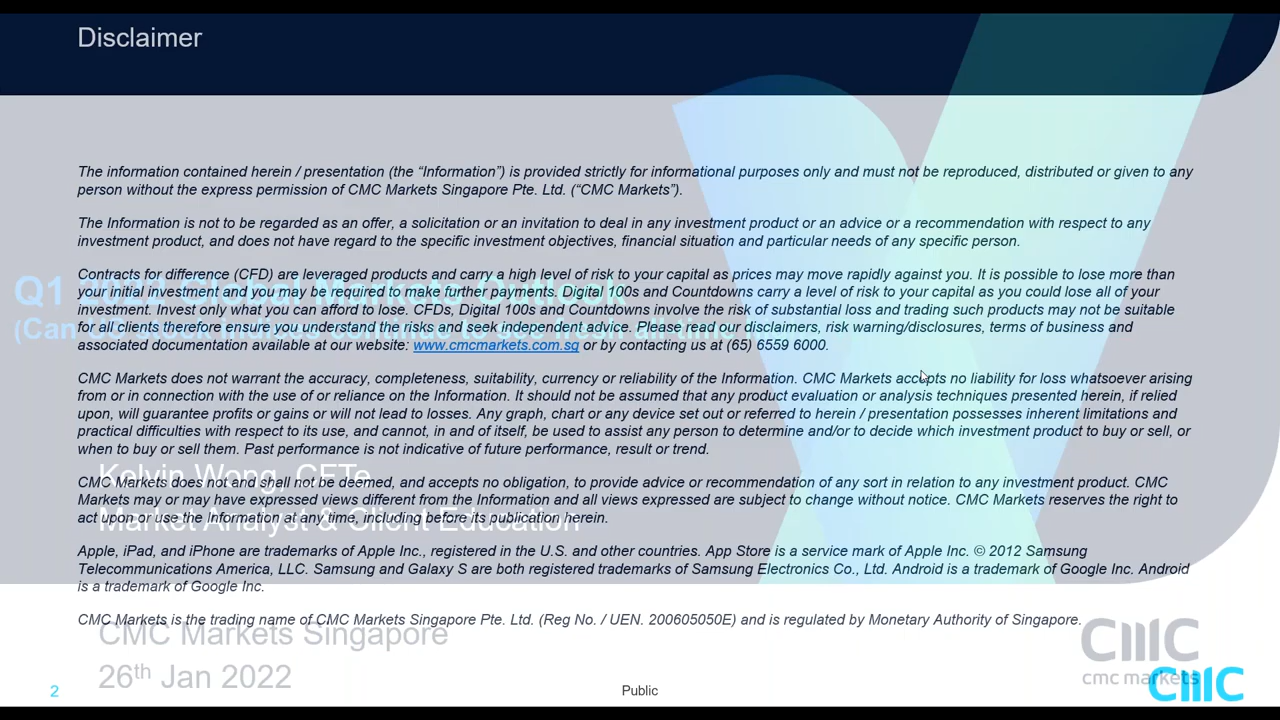 Disclaimer
The information contained herein / presentation (the “Information”) is provided strictly for informational purposes only and must not be reproduced, distributed or given to any
person without the express permission of CMC Markets Singapore Pte. Ltd. (“CMC Markets”).
The Information is not to be regarded as an offer, a solicitation or an invitation to deal in any investment product or an advice or a recommendation with respect to any
investment product, and does not have regard to the specific investment objectives, financial situation and particular needs of any specific person.
Contracts for difference (CFD) are leveraged products and carry a high level of risk to your capital as prices may move rapidly against you. It is possible to lose more than
Q1 2022 Global Markets Outlook
your initial investment and you may be required to make further payments. Digital 100s and Countdowns carry a level of risk to your capital as you could lose all of your
investment. Invest only what you can afford to lose. CFDs, Digital 100s and Countdowns involve the risk of substantial loss and trading such products may not be suitable
(Can US stock indices continue to see fresh all-time
for all clients therefore ensure you understand the risks and seek independent advice. Please read our disclaimers, risk warning/disclosures, terms of business and
associated documentation available at our website: www.cmcmarkets.com.sg or by contacting us at (65) 6559 6000.
CMC Markets does not warrant the accuracy, completeness, suitability, currency or reliability of the Information. CMC Markets accepts no liability for loss whatsoever arising
from or in connection with the use of or reliance on the Information. It should not be assumed that any product evaluation or analysis techniques presented herein, if relied
upon, will guarantee profits or gains or will not lead to losses. Any graph, chart or any device set out or referred to herein / presentation possesses inherent limitations and
practical difficulties with respect to its use, and cannot, in and of itself, be used to assist any person to determine and/or to decide which investment product to buy or sell, or
when to buy or sell them. Past performance is not indicative of future performance, result or trend.
Kelvin Wong, CFTe
CMC Markets does not and shall not be deemed, and accepts no obligation, to provide advice or recommendation of any sort in relation to any investment product. CMC
Markets may or may have expressed views different from the Information and all views expressed are subject to change without notice. CMC Markets reserves the right to
act upon or use the Information at any time, including before its publication herein.
Market Analyst & Client Education
Apple, iPad, and iPhone are trademarks of Apple Inc., registered in the U.S. and other countries. App Store is a service mark of Apple Inc. © 2012 Samsung
Telecommunications America, LLC. Samsung and Galaxy S are both registered trademarks of Samsung Electronics Co., Ltd. Android is a trademark of Google Inc. Android
is a trademark of Google Inc.
CMC Markets is the trading name of CMC Markets Singapore Pte. Ltd. (Reg No. / UEN. 200605050E) and is regulated by Monetary Authority of Singapore.
CMC Markets Singapore
26th Jan 2022
cmc
cmc markets
2
Public
cmc